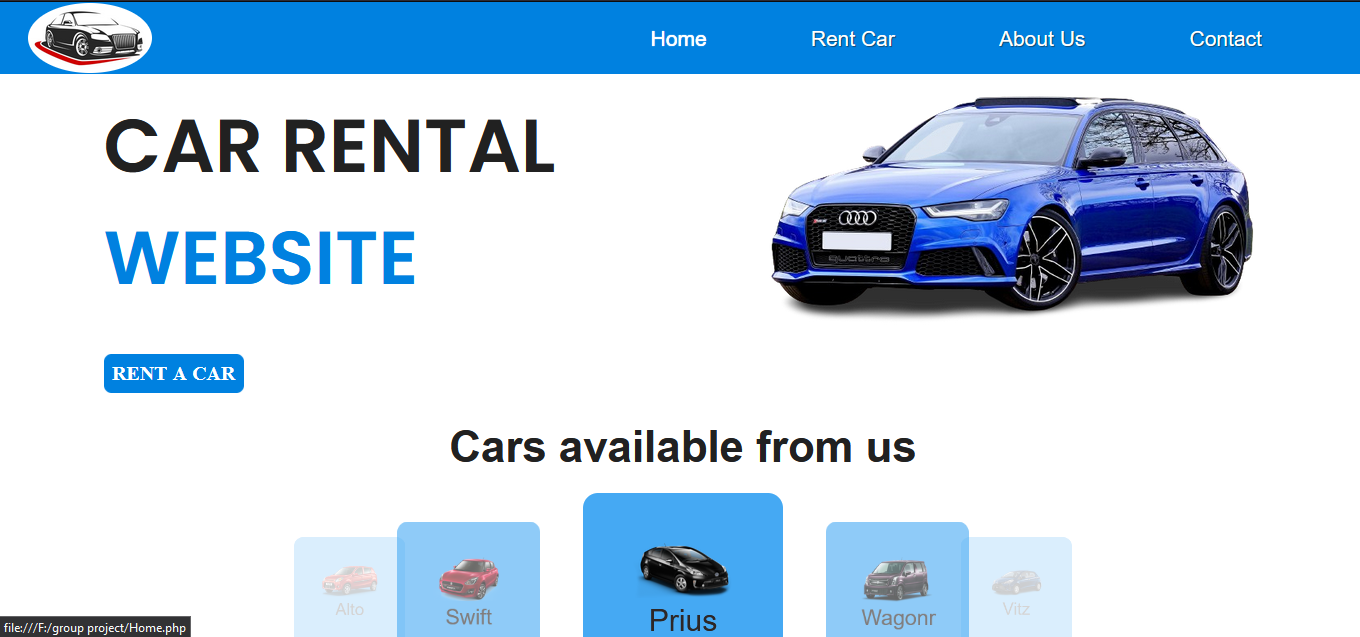 Home Rent Car About Us Contact
CAR RENTAL
WEBSITE
quattro
RENT A CAR
Cars available from us
Alto Swift Prius Wagonr Vitz
file:///F:/group project/Home.php